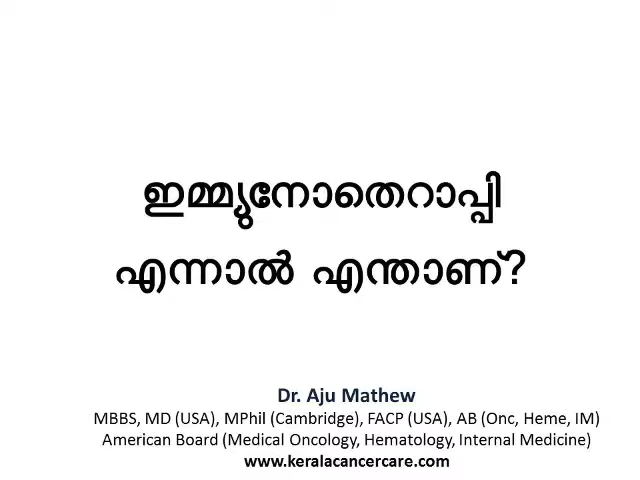 ഇമ്മ്യുനോതെറാപ്പി
എന്നാൽ എന്താണ്?
Dr. Aju Mathew
MBBS, MD (USA), MPhil (Cambridge), FACP (USA), AB (Onc, Heme, IM)
American Board (Medical Oncology, Hematology, Internal Medicine)
www.keralacancercare.com